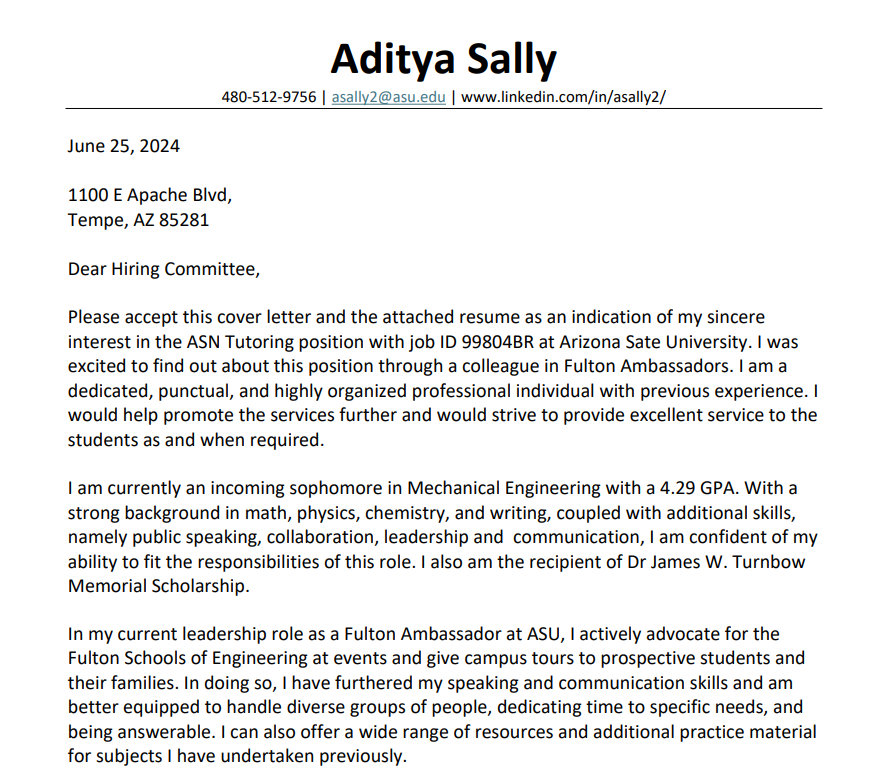 Aditya Sally
480-512-9756 | asally2@asu.edu | www.linkedin.com/in/asally2/
June 25, 2024
1100 E Apache Blvd,
Tempe, AZ 85281
Dear Hiring Committee,
Please accept this cover letter and the attached resume as an indication of my sincere
interest in the ASN Tutoring position with job ID 99804BR at Arizona Sate University. I was
excited to find out about this position through a colleague in Fulton Ambassadors. I am a
dedicated, punctual, and highly organized professional individual with previous experience. I
would help promote the services further and would strive to provide excellent service to the
students as and when required.
I am currently an incoming sophomore in Mechanical Engineering with a 4.29 GPA. With a
strong background in math, physics, chemistry, and writing, coupled with additional skills,
namely public speaking, collaboration, leadership and  communication, I am confident of my
ability to fit the responsibilities of this role. I also am the recipient of Dr James W. Turnbow
Memorial Scholarship.
In my current leadership role as a Fulton Ambassador at ASU, I actively advocate for the
Fulton Schools of Engineering at events and give campus tours to prospective students and
their families. In doing so, I have furthered my speaking and communication skills and am
better equipped to handle diverse groups of people, dedicating time to specific needs, and
being answerable. I can also offer a wide range of resources and additional practice material
for subjects I have undertaken previously.